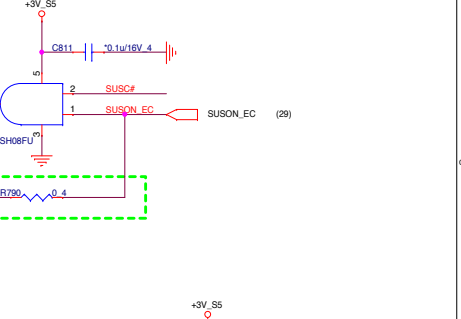 +3V_S5
C811
*0.1u/16V_4
5
2
SUSC#
1
SUSON_EC
SUSON_EC
(29)
3
SH08FU
R790
0_4
+3V_S5